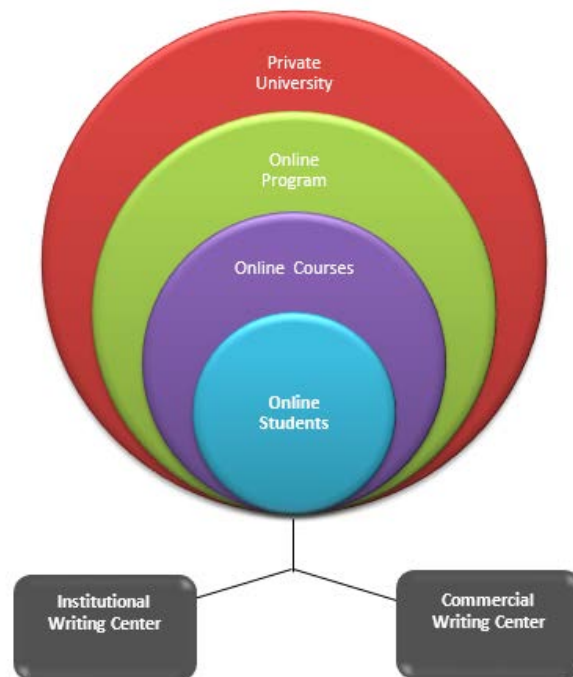 Private
University
Online
Program
Online Courses
Online
Students
Institutional
Writing Center
Commercial
Writing Center